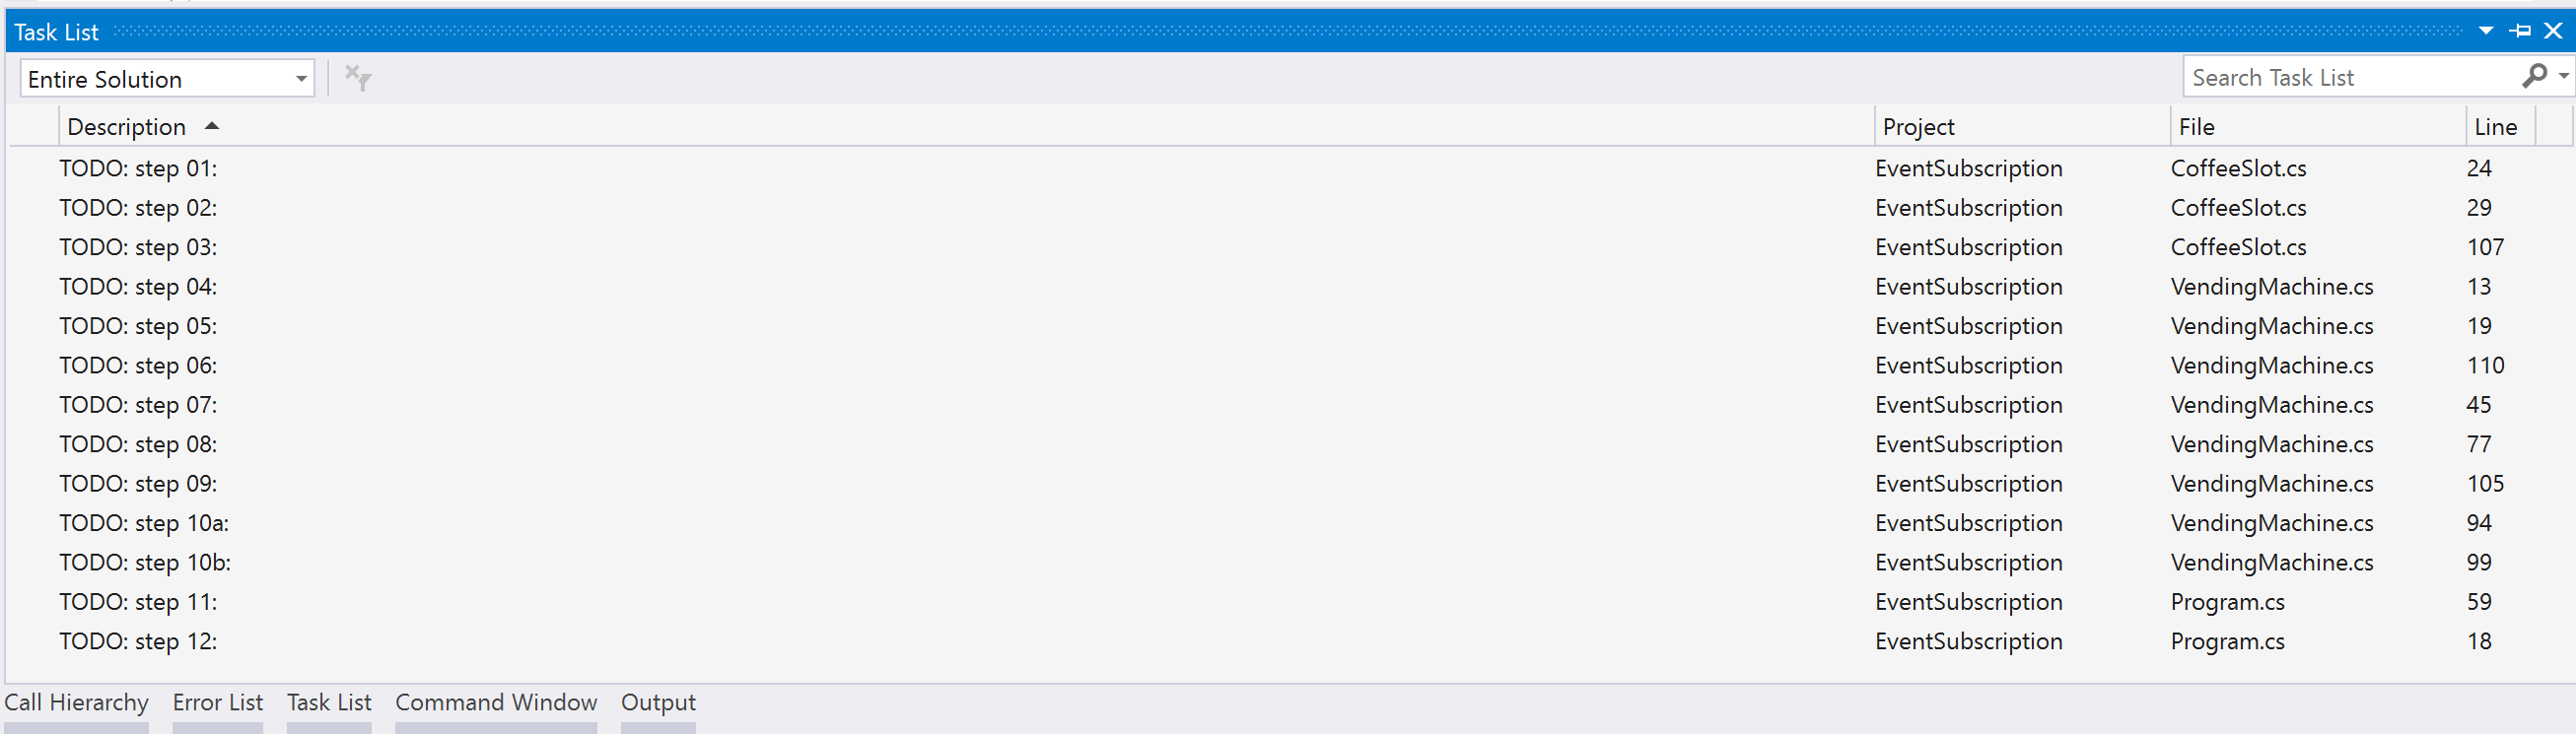 Task List
Entire Solution Search Task List
Description Project File Line
TODO: step 01: EventSubscription CoffeeSlot.cs 24
TODO: step 02: EventSubscription CoffeeSlot.cs 29
TODO: step 03: EventSubscription CoffeeSlot.cs 107
TODO: step 04: EventSubscription VendingMachine.cs 13
TODO: step 05: EventSubscription VendingMachine.cs 19
TODO: step 06: EventSubscription VendingMachine.cs 110
TODO: step 07: EventSubscription VendingMachine.cs 45
TODO: step 08: EventSubscription VendingMachine.cs 77
TODO: step 09: EventSubscription VendingMachine.cs 105
TODO: step 10a: EventSubscription VendingMachine.cs 94
TODO: step 10b: EventSubscription VendingMachine.cs 99
TODO: step 11: EventSubscription Program.cs 59
TODO: step 12: EventSubscription Program.cs 18
Call Hierarchy Error List Task List Command Window Output